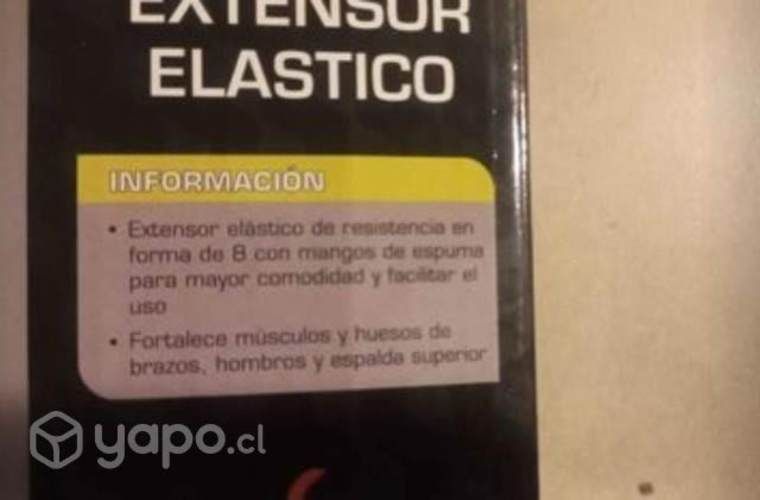 EXTENSOR
ELASTICO
INFORMACIÓN
• Extensor elástico de resistencia en
forma de 8 con mangos de espuma
para mayor comodidad y facilitar el
uso
• Fortalece músculos y huesos de
brazos, hombros y espalda superior
yapo.cl